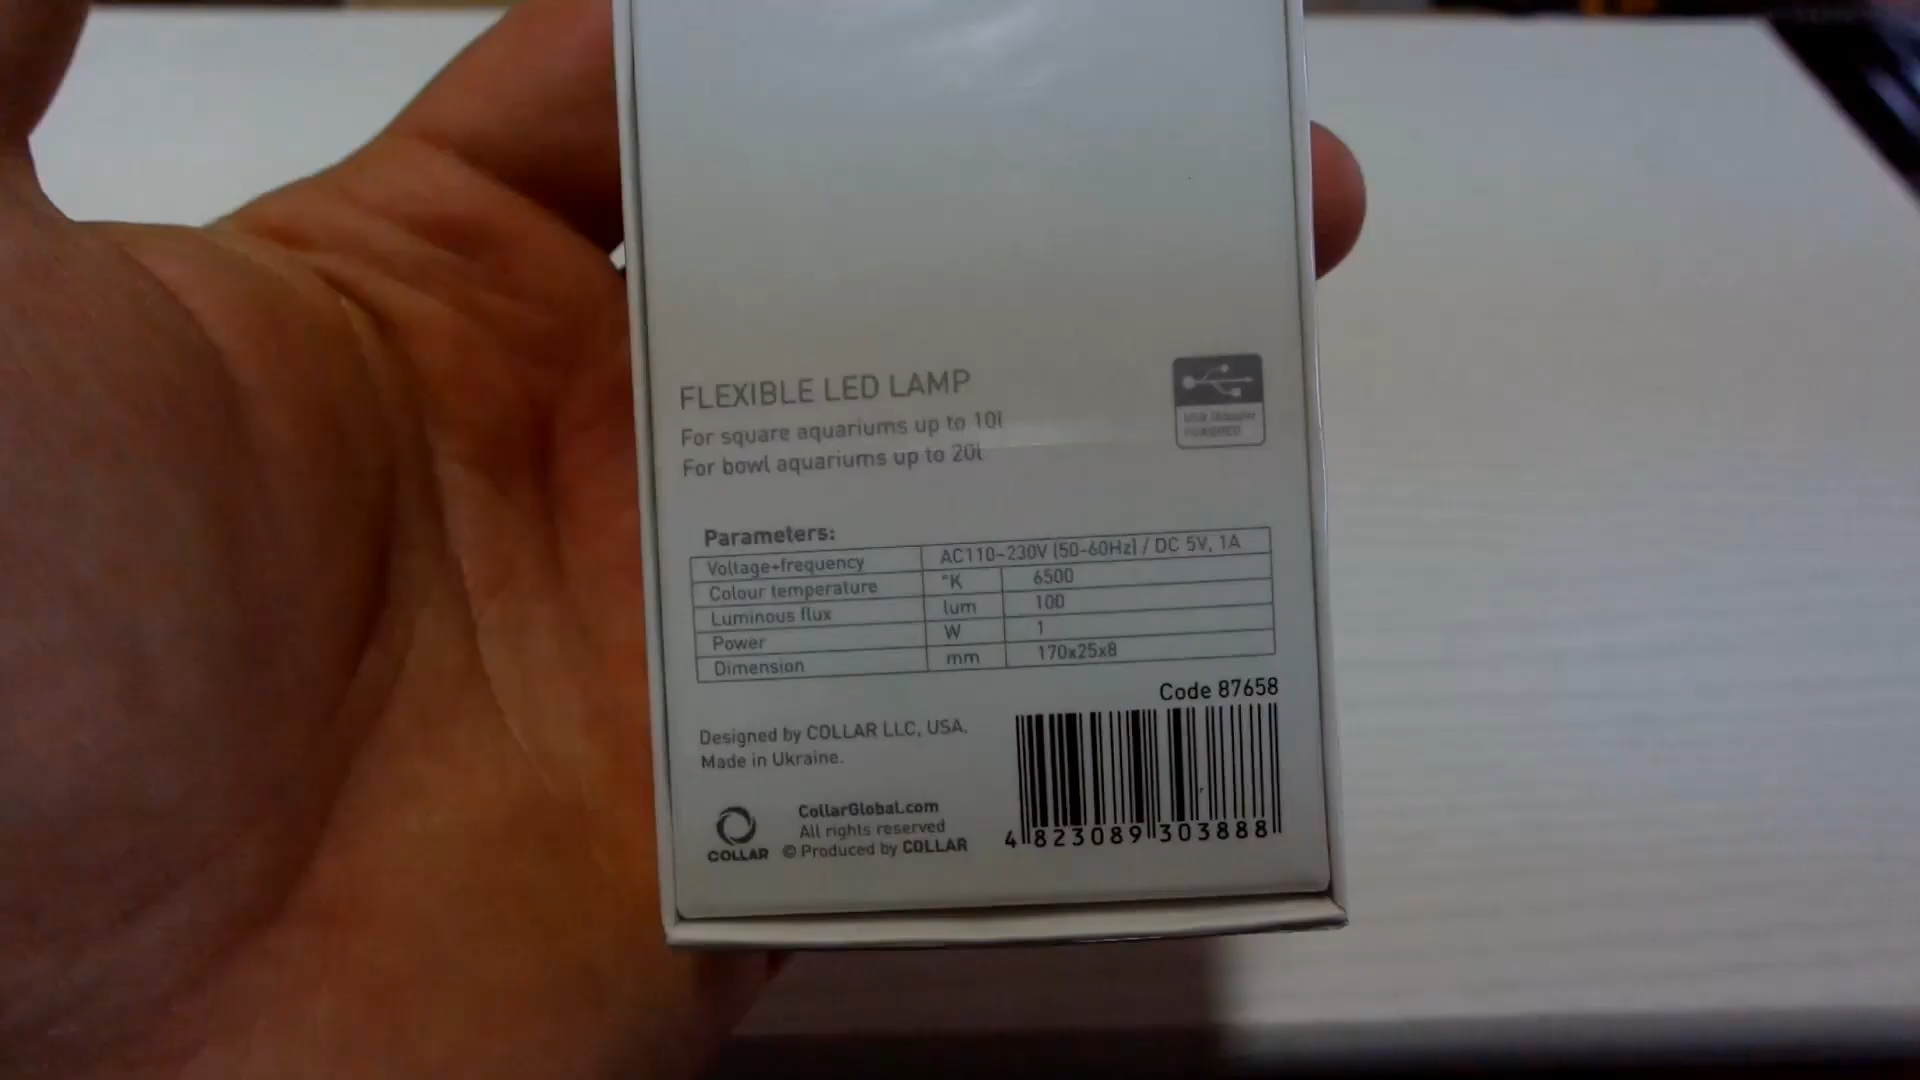 FLEXIBLE LED LAMP
For square aquariums up to 10l
For bowl aquariums up to 20l
USB Adapter
POWERED
Parameters:
Voltage+frequency AC110-230V (50-60Hz) / DC 5V, 1A
Colour temperature °K 6500
Luminous flux lum 100
Power W 1
Dimension mm 170x25x8
Code 87658
Designed by COLLAR LLC, USA.
Made in Ukraine.
CollarGlobal.com
All rights reserved
© Produced by COLLAR
COLLAR
4 823089 303888